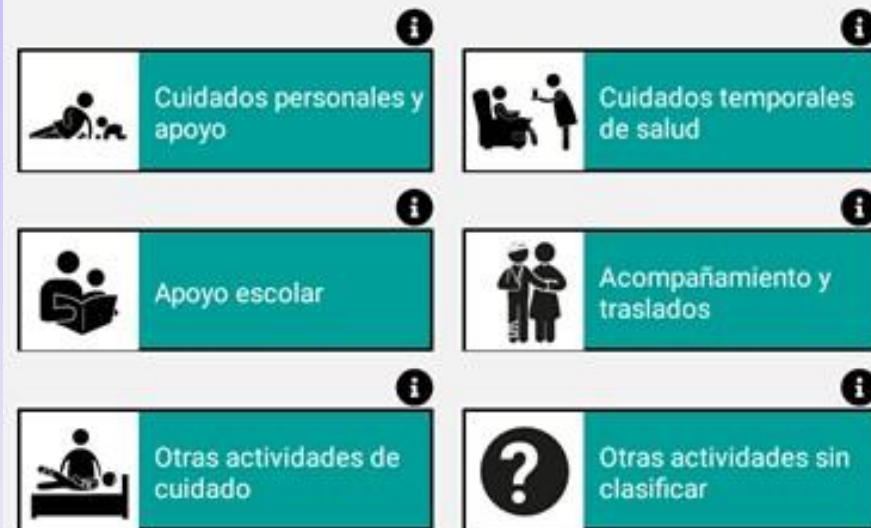 Cuidados personales y
apoyo
Cuidados temporales
de salud
Apoyo escolar
Acompañamiento y
traslados
Otras actividades de
cuidado
Otras actividades sin
clasificar